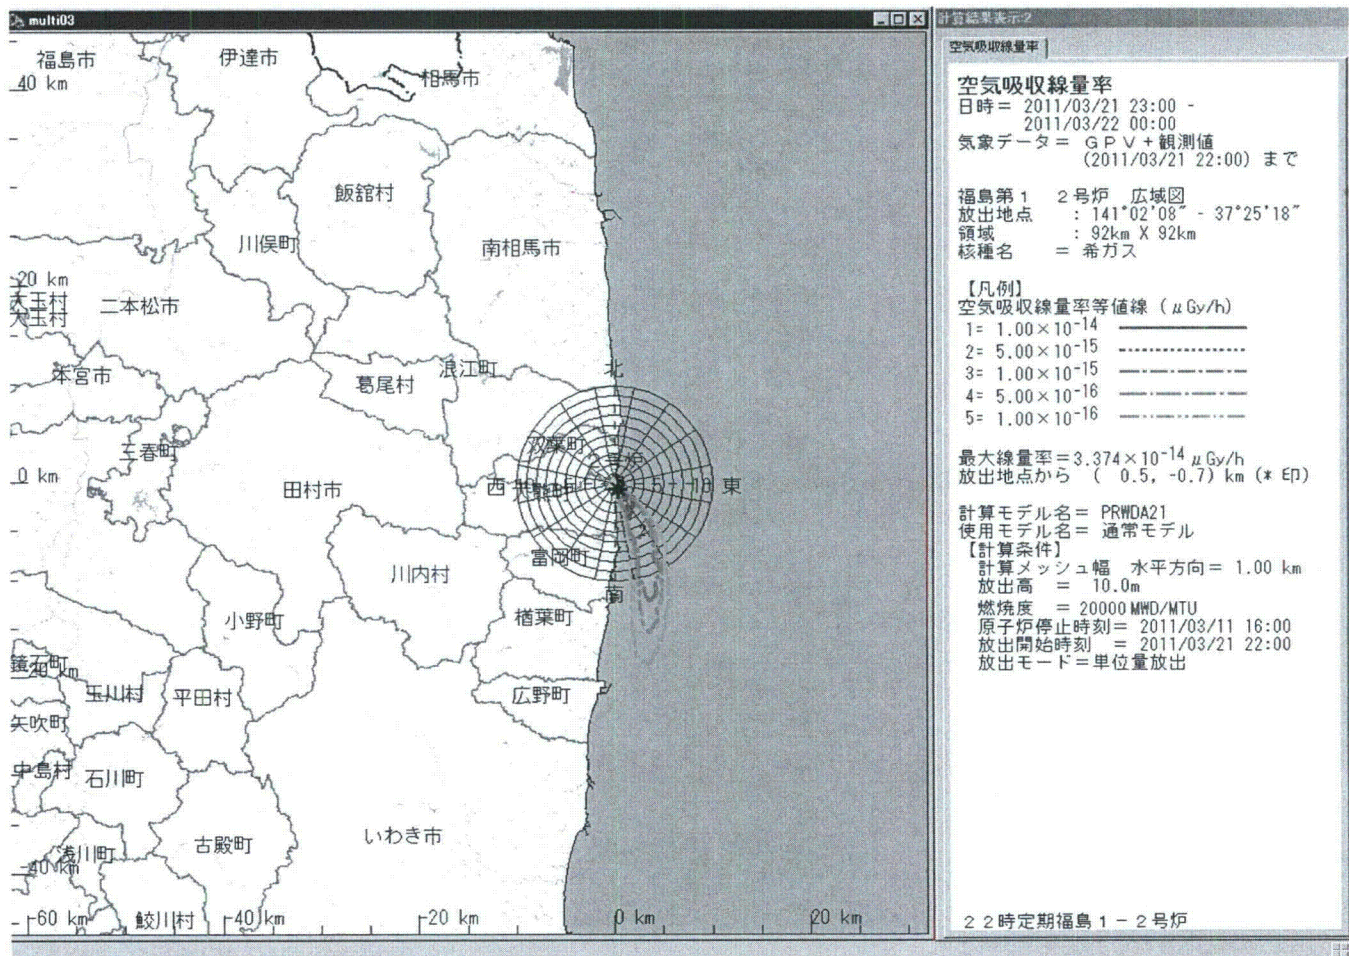 multi03
福島市
伊達市
相馬市
40 km
飯舘村
川俣町
南相馬市
20 km
大玉村
大玉村
二本松市
本宮市
葛尾村
浪江町
北
三春町
双葉町
0 km
田村市
西
東
富岡町
川内村
南
小野町
楢葉町
鏡石町
-20 km
玉川村
平田村
広野町
矢吹町
中島村
石川町
いわき市
古殿町
浅川町
-40 km
鮫川村
-60 km
-40 km
-20 km
0 km
20 km
計算結果表示:2
空気吸収線量率
空気吸収線量率
日時= 2011/03/21 23:00 -
2011/03/22 00:00
気象データ= GPV+観測値
(2011/03/21 22:00) まで
福島第1 2号炉 広域図
放出地点 : 141°02'08" - 37°25'18"
領域 : 92km X 92km
核種名 = 希ガス
【凡例】
空気吸収線量率等値線 (μGy/h)
1= 1.00×10-14
2= 5.00×10-15
3= 1.00×10-15
4= 5.00×10-16
5= 1.00×10-16
最大線量率=3.374×10-14 μGy/h
放出地点から ( 0.5, -0.7) km (* 印)
計算モデル名= PRWDA21
使用モデル名= 通常モデル
【計算条件】
計算メッシュ幅 水平方向= 1.00 km
放出高 = 10.0m
燃焼度 = 20000MWD/MTU
原子炉停止時刻= 2011/03/11 16:00
放出開始時刻 = 2011/03/21 22:00
放出モード=単位量放出
22時定期福島1-2号炉